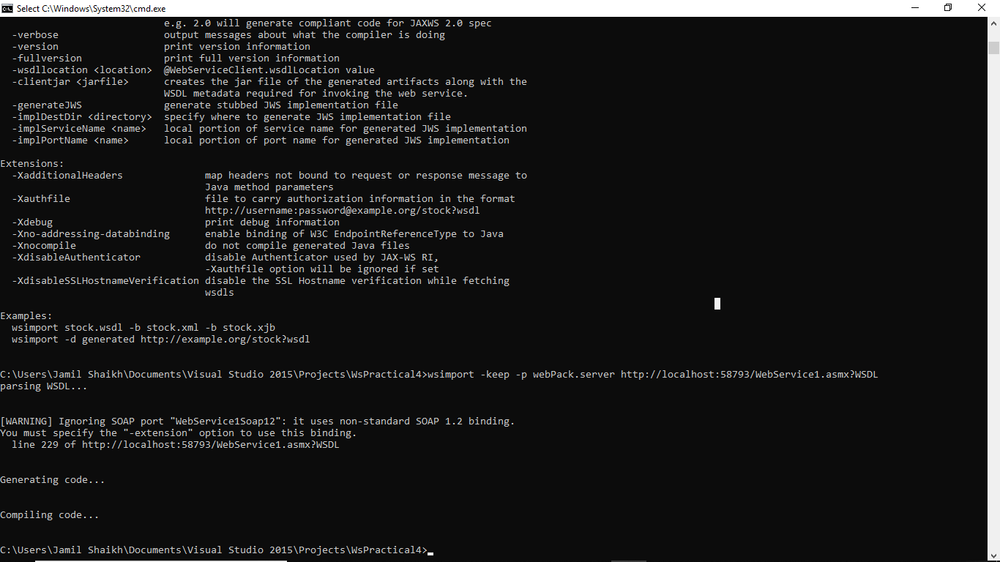 Select C:\Windows\System32\cmd.exe
e.g. 2.0 will generate compliant code for JAXWS 2.0 spec
-verbose output messages about what the compiler is doing
-version print version information
-fullversion print full version information
-wsdllocation <location> @WebServiceClient.wsdlLocation value
-clientjar <jarfile> creates the jar file of the generated artifacts along with the
WSDL metadata required for invoking the web service.
-generateJWS generate stubbed JWS implementation file
-implDestDir <directory> specify where to generate JWS implementation file
-implServiceName <name> local portion of service name for generated JWS implementation
-implPortName <name> local portion of port name for generated JWS implementation
Extensions:
-XadditionalHeaders map headers not bound to request or response message to
Java method parameters
-Xauthfile file to carry authorization information in the format
http://username:password@example.org/stock?wsdl
-Xdebug print debug information
-Xno-addressing-databinding enable binding of W3C EndpointReferenceType to Java
-Xnocompile do not compile generated Java files
-XdisableAuthenticator disable Authenticator used by JAX-WS RI,
-Xauthfile option will be ignored if set
-XdisableSSLHostnameVerification disable the SSL Hostname verification while fetching
wsdls
Examples:
wsimport stock.wsdl -b stock.xml -b stock.xjb
wsimport -d generated http://example.org/stock?wsdl
C:\Users\Jamil Shaikh\Documents\Visual Studio 2015\Projects\WsPractical4>wsimport -keep -p webPack.server http://localhost:58793/WebService1.asmx?WSDL
parsing WSDL...
[WARNING] Ignoring SOAP port "WebService1Soap12": it uses non-standard SOAP 1.2 binding.
You must specify the "-extension" option to use this binding.
line 229 of http://localhost:58793/WebService1.asmx?WSDL
Generating code...
Compiling code...
C:\Users\Jamil Shaikh\Documents\Visual Studio 2015\Projects\WsPractical4>